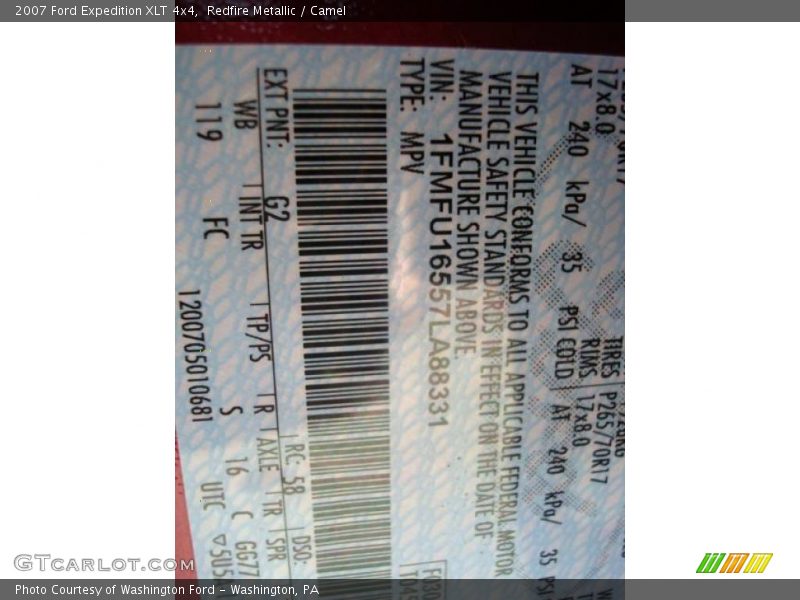 2007 Ford Expedition XLT 4x4, Redfire Metallic / Camel
TIRES P265/70R17
17x8.0 RIMS 17x8.0
AT 240 kPa/ 35 PSI COLD AT 240 kPa/ 35 PSI
THIS VEHICLE CONFORMS TO ALL APPLICABLE FEDERAL MOTOR
VEHICLE SAFETY STANDARDS IN EFFECT ON THE DATE OF
MANUFACTURE SHOWN ABOVE.
VIN: 1FMFU16557LA88331
TYPE: MPV
EXT PNT: G2 RC: 58 DSO:
WB INT TR TP/PS R AXLE TR SPR
119 FC S 16 C GG77
1200705010681 UTC
GTCARLOT.COM
Photo Courtesy of Washington Ford - Washington, PA